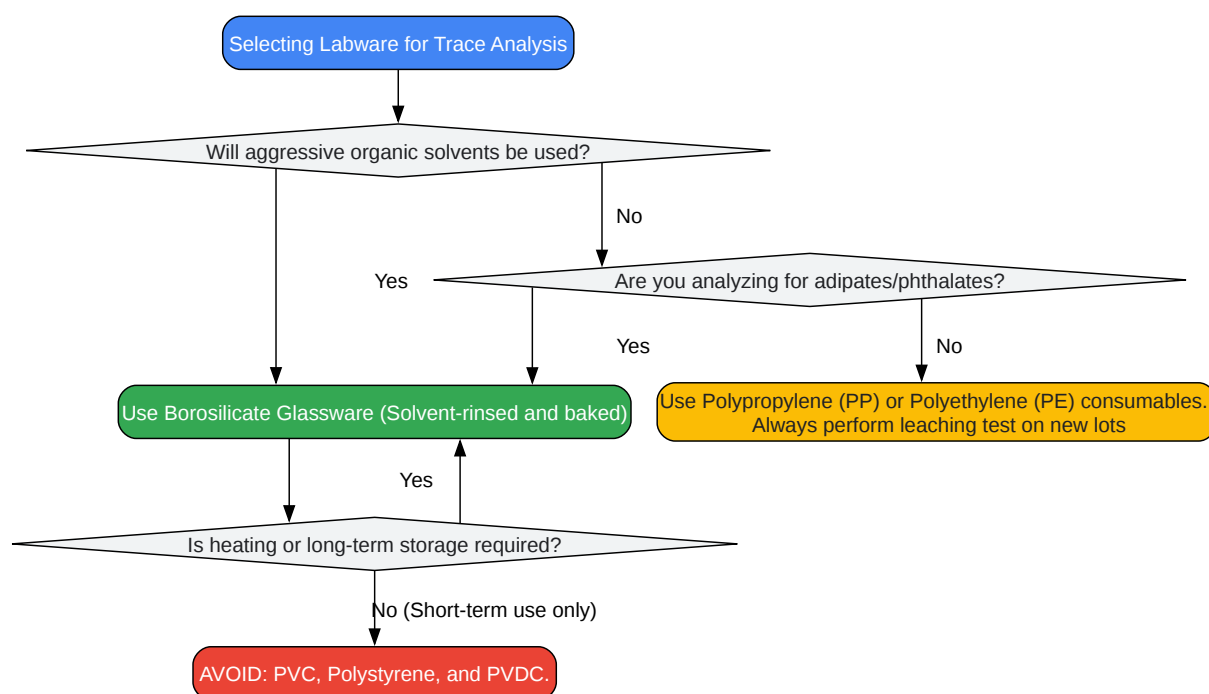 Selecting Labware for Trace Analysis
Will aggressive organic solvents be used?
No
Yes
Are you analyzing for adipates/phthalates?
Yes
No
Use Borosilicate Glassware (Solvent-rinsed and baked)
Use Polypropylene (PP) or Polyethylene (PE) consumables.
Always perform leaching test on new lots
Yes
Is heating or long-term storage required?
No (Short-term use only)
AVOID: PVC, Polystyrene, and PVDC.